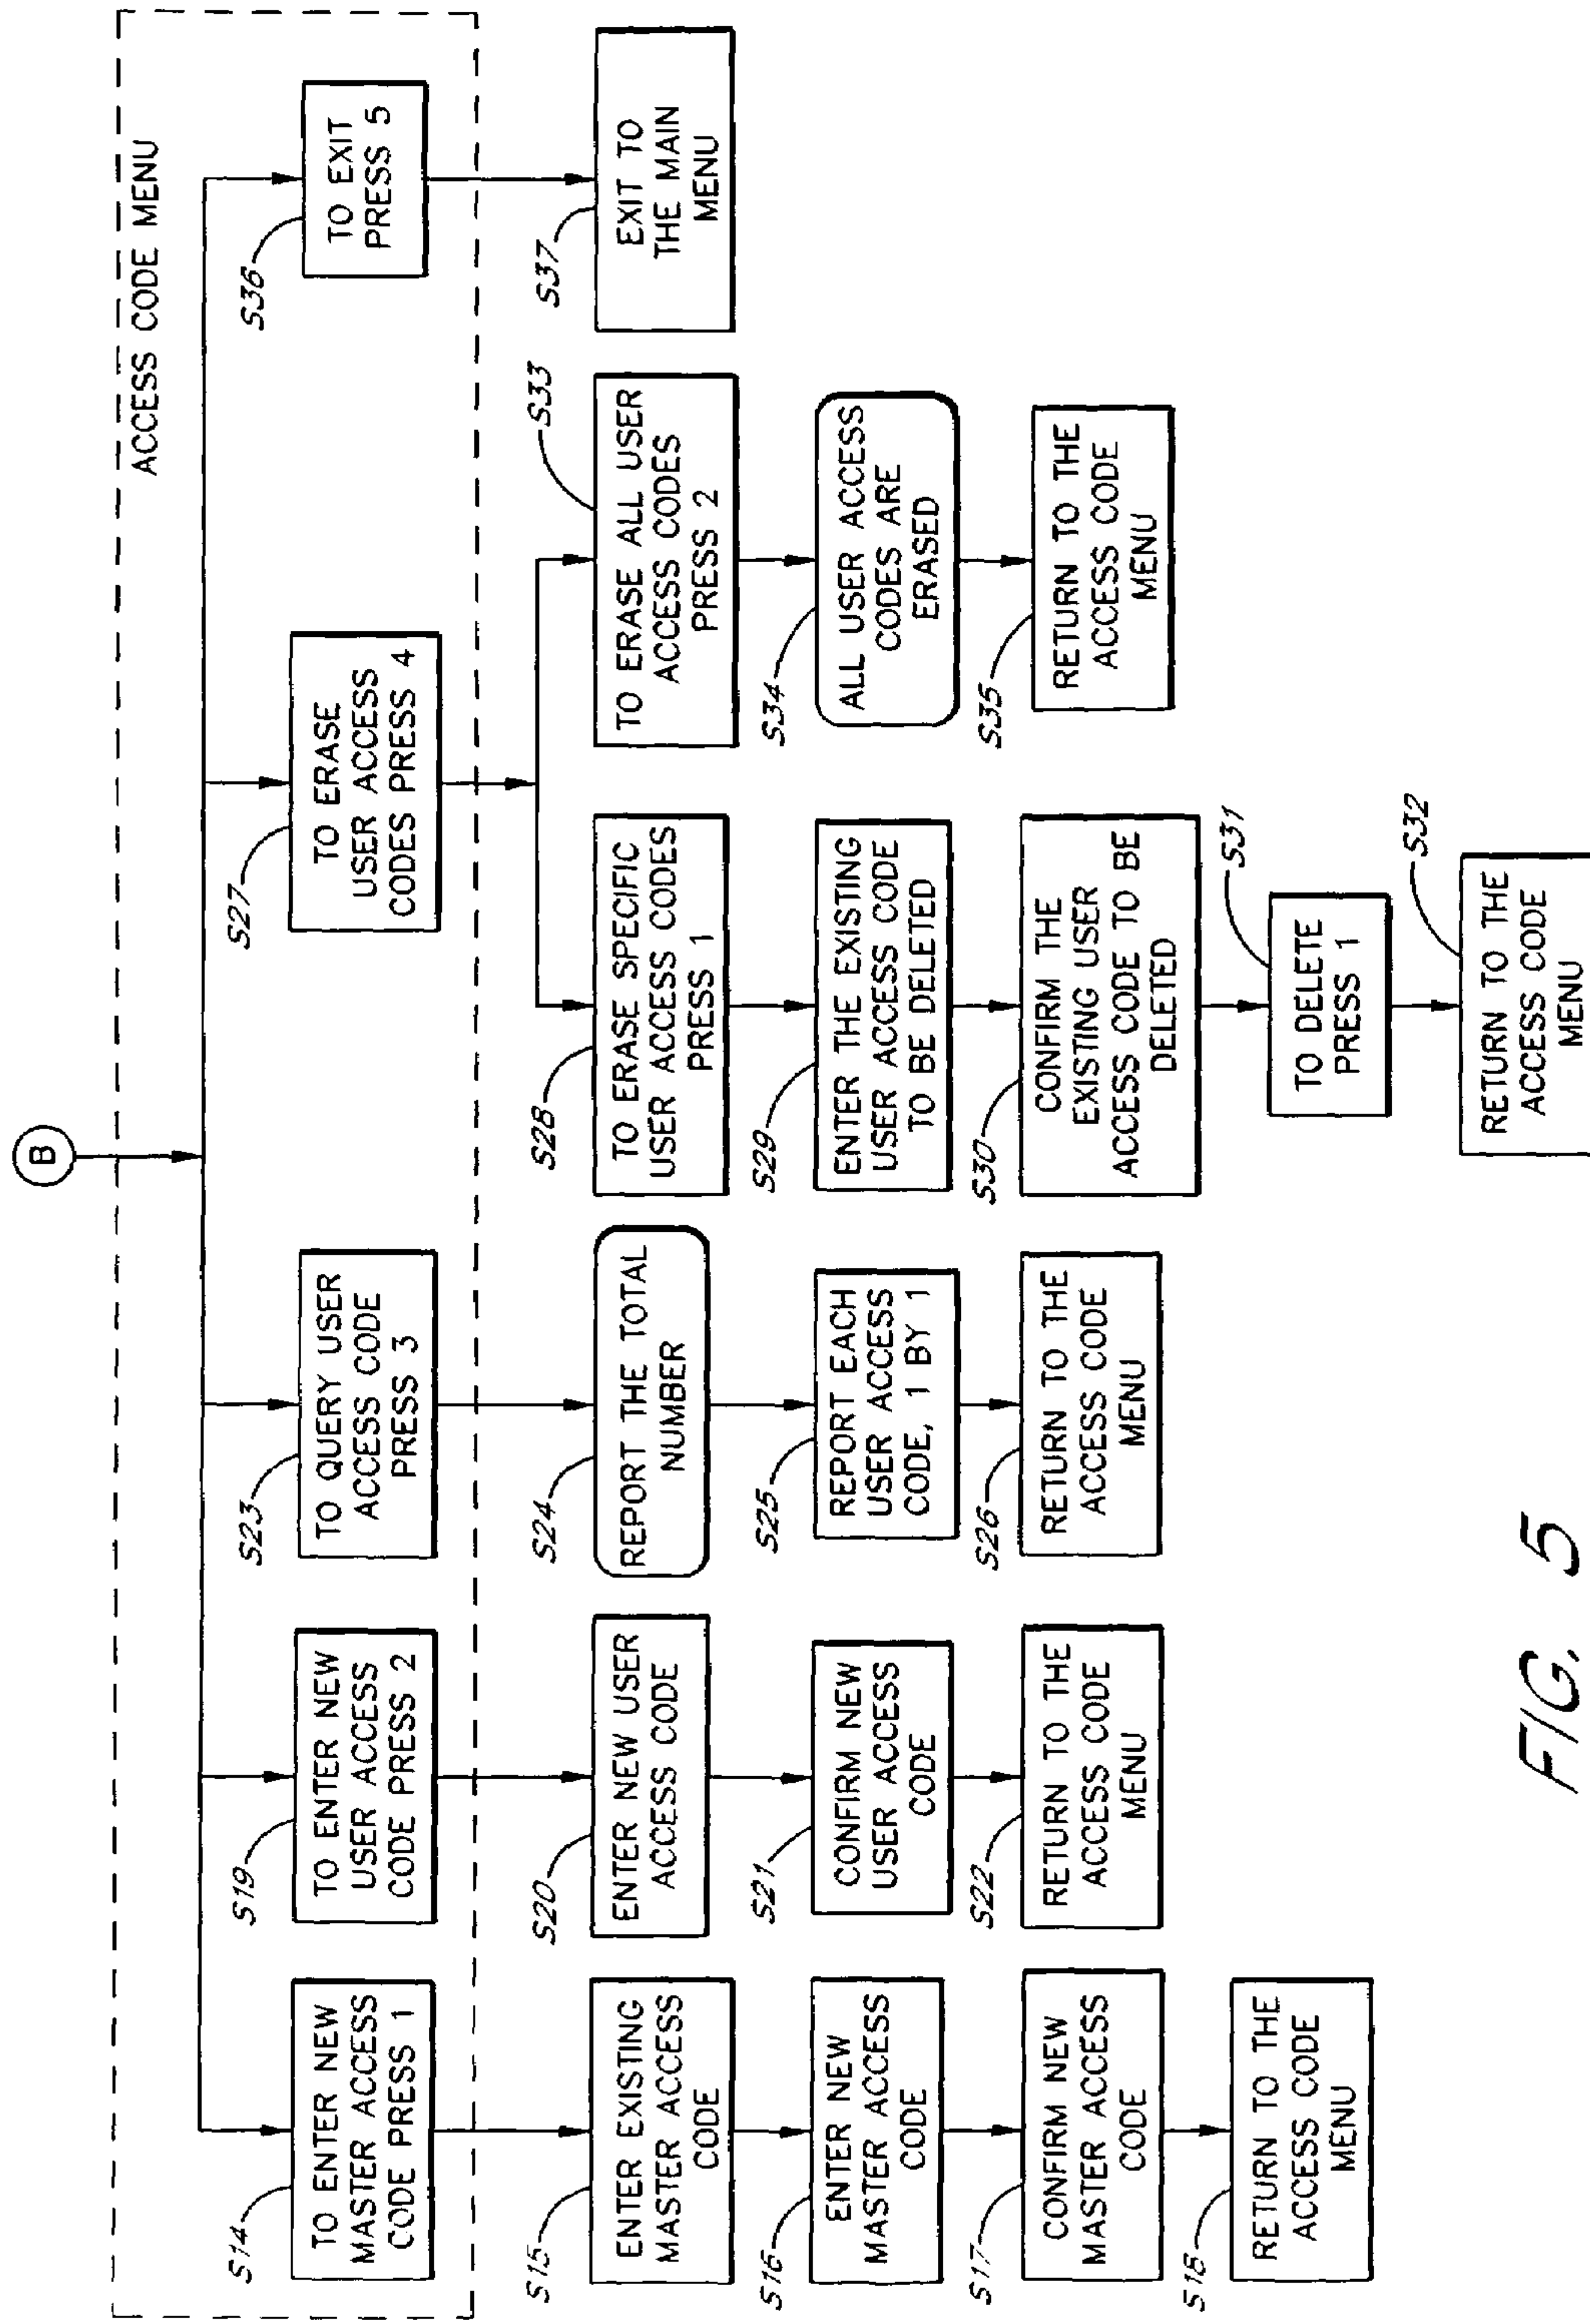 B
ACCESS CODE MENU
S14
TO ENTER NEW
MASTER ACCESS
CODE PRESS 1
S15
ENTER EXISTING
MASTER ACCESS
CODE
S16
ENTER NEW
MASTER ACCESS
CODE
S17
CONFIRM NEW
MASTER ACCESS
CODE
S18
RETURN TO THE
ACCESS CODE
MENU
S19
TO ENTER NEW
USER ACCESS
CODE PRESS 2
S20
ENTER NEW USER
ACCESS CODE
S21
CONFIRM NEW
USER ACCESS
CODE
S22
RETURN TO THE
ACCESS CODE
MENU
S23
TO QUERY USER
ACCESS CODE
PRESS 3
S24
REPORT THE TOTAL
NUMBER
S25
REPORT EACH
USER ACCESS
CODE, 1 BY 1
S26
RETURN TO THE
ACCESS CODE
MENU
S27
TO ERASE
USER ACCESS
CODES PRESS 4
S28
TO ERASE SPECIFIC
USER ACCESS CODES
PRESS 1
S29
ENTER THE EXISTING
USER ACCESS CODE
TO BE DELETED
S30
CONFIRM THE
EXISTING USER
ACCESS CODE TO BE
DELETED
S31
TO DELETE
PRESS 1
S32
RETURN TO THE
ACCESS CODE
MENU
S33
TO ERASE ALL USER
ACCESS CODES
PRESS 2
S34
ALL USER ACCESS
CODES ARE
ERASED
S35
RETURN TO THE
ACCESS CODE
MENU
S36
TO EXIT
PRESS 5
S37
EXIT TO
THE MAIN
MENU
FIG. 5